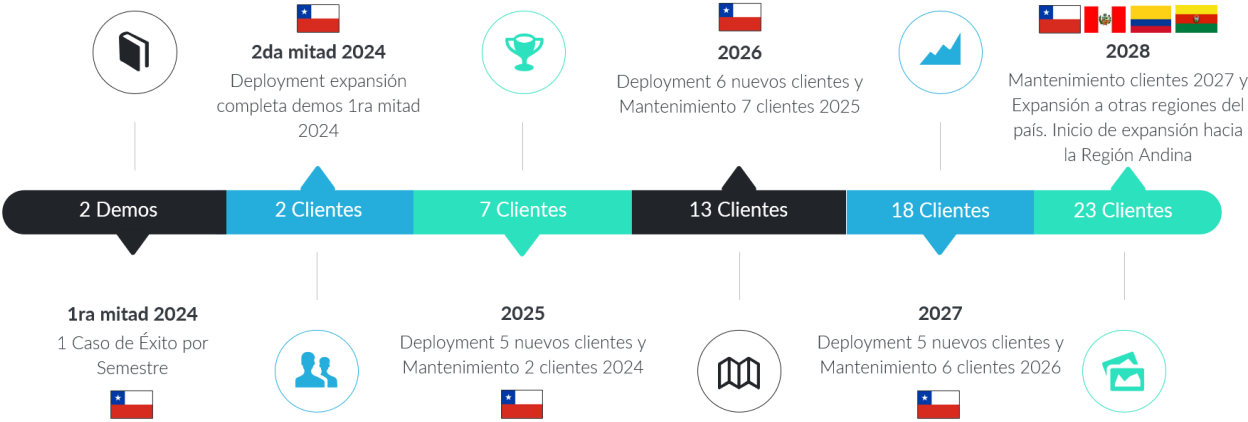 2da mitad 2024
Deployment expansión
completa demos 1ra mitad
2024
2026
Deployment 6 nuevos clientes y
Mantenimiento 7 clientes 2025
2028
Mantenimiento clientes 2027 y
Expansión a otras regiones del
país. Inicio de expansión hacia
la Región Andina
2 Demos
2 Clientes
7 Clientes
13 Clientes
18 Clientes
23 Clientes
1ra mitad 2024
1 Caso de Éxito por
Semestre
2025
Deployment 5 nuevos clientes y
Mantenimiento 2 clientes 2024
2027
Deployment 5 nuevos clientes y
Mantenimiento 6 clientes 2026